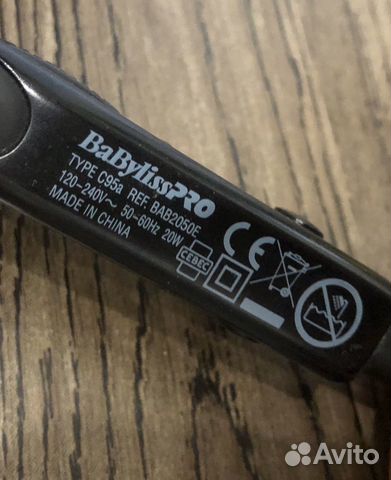 BaBylissPRO
TYPE C95a REF. BAB2050E
120-240V~ 50-60Hz 20W
MADE IN CHINA
CEBEC
CE
Avito